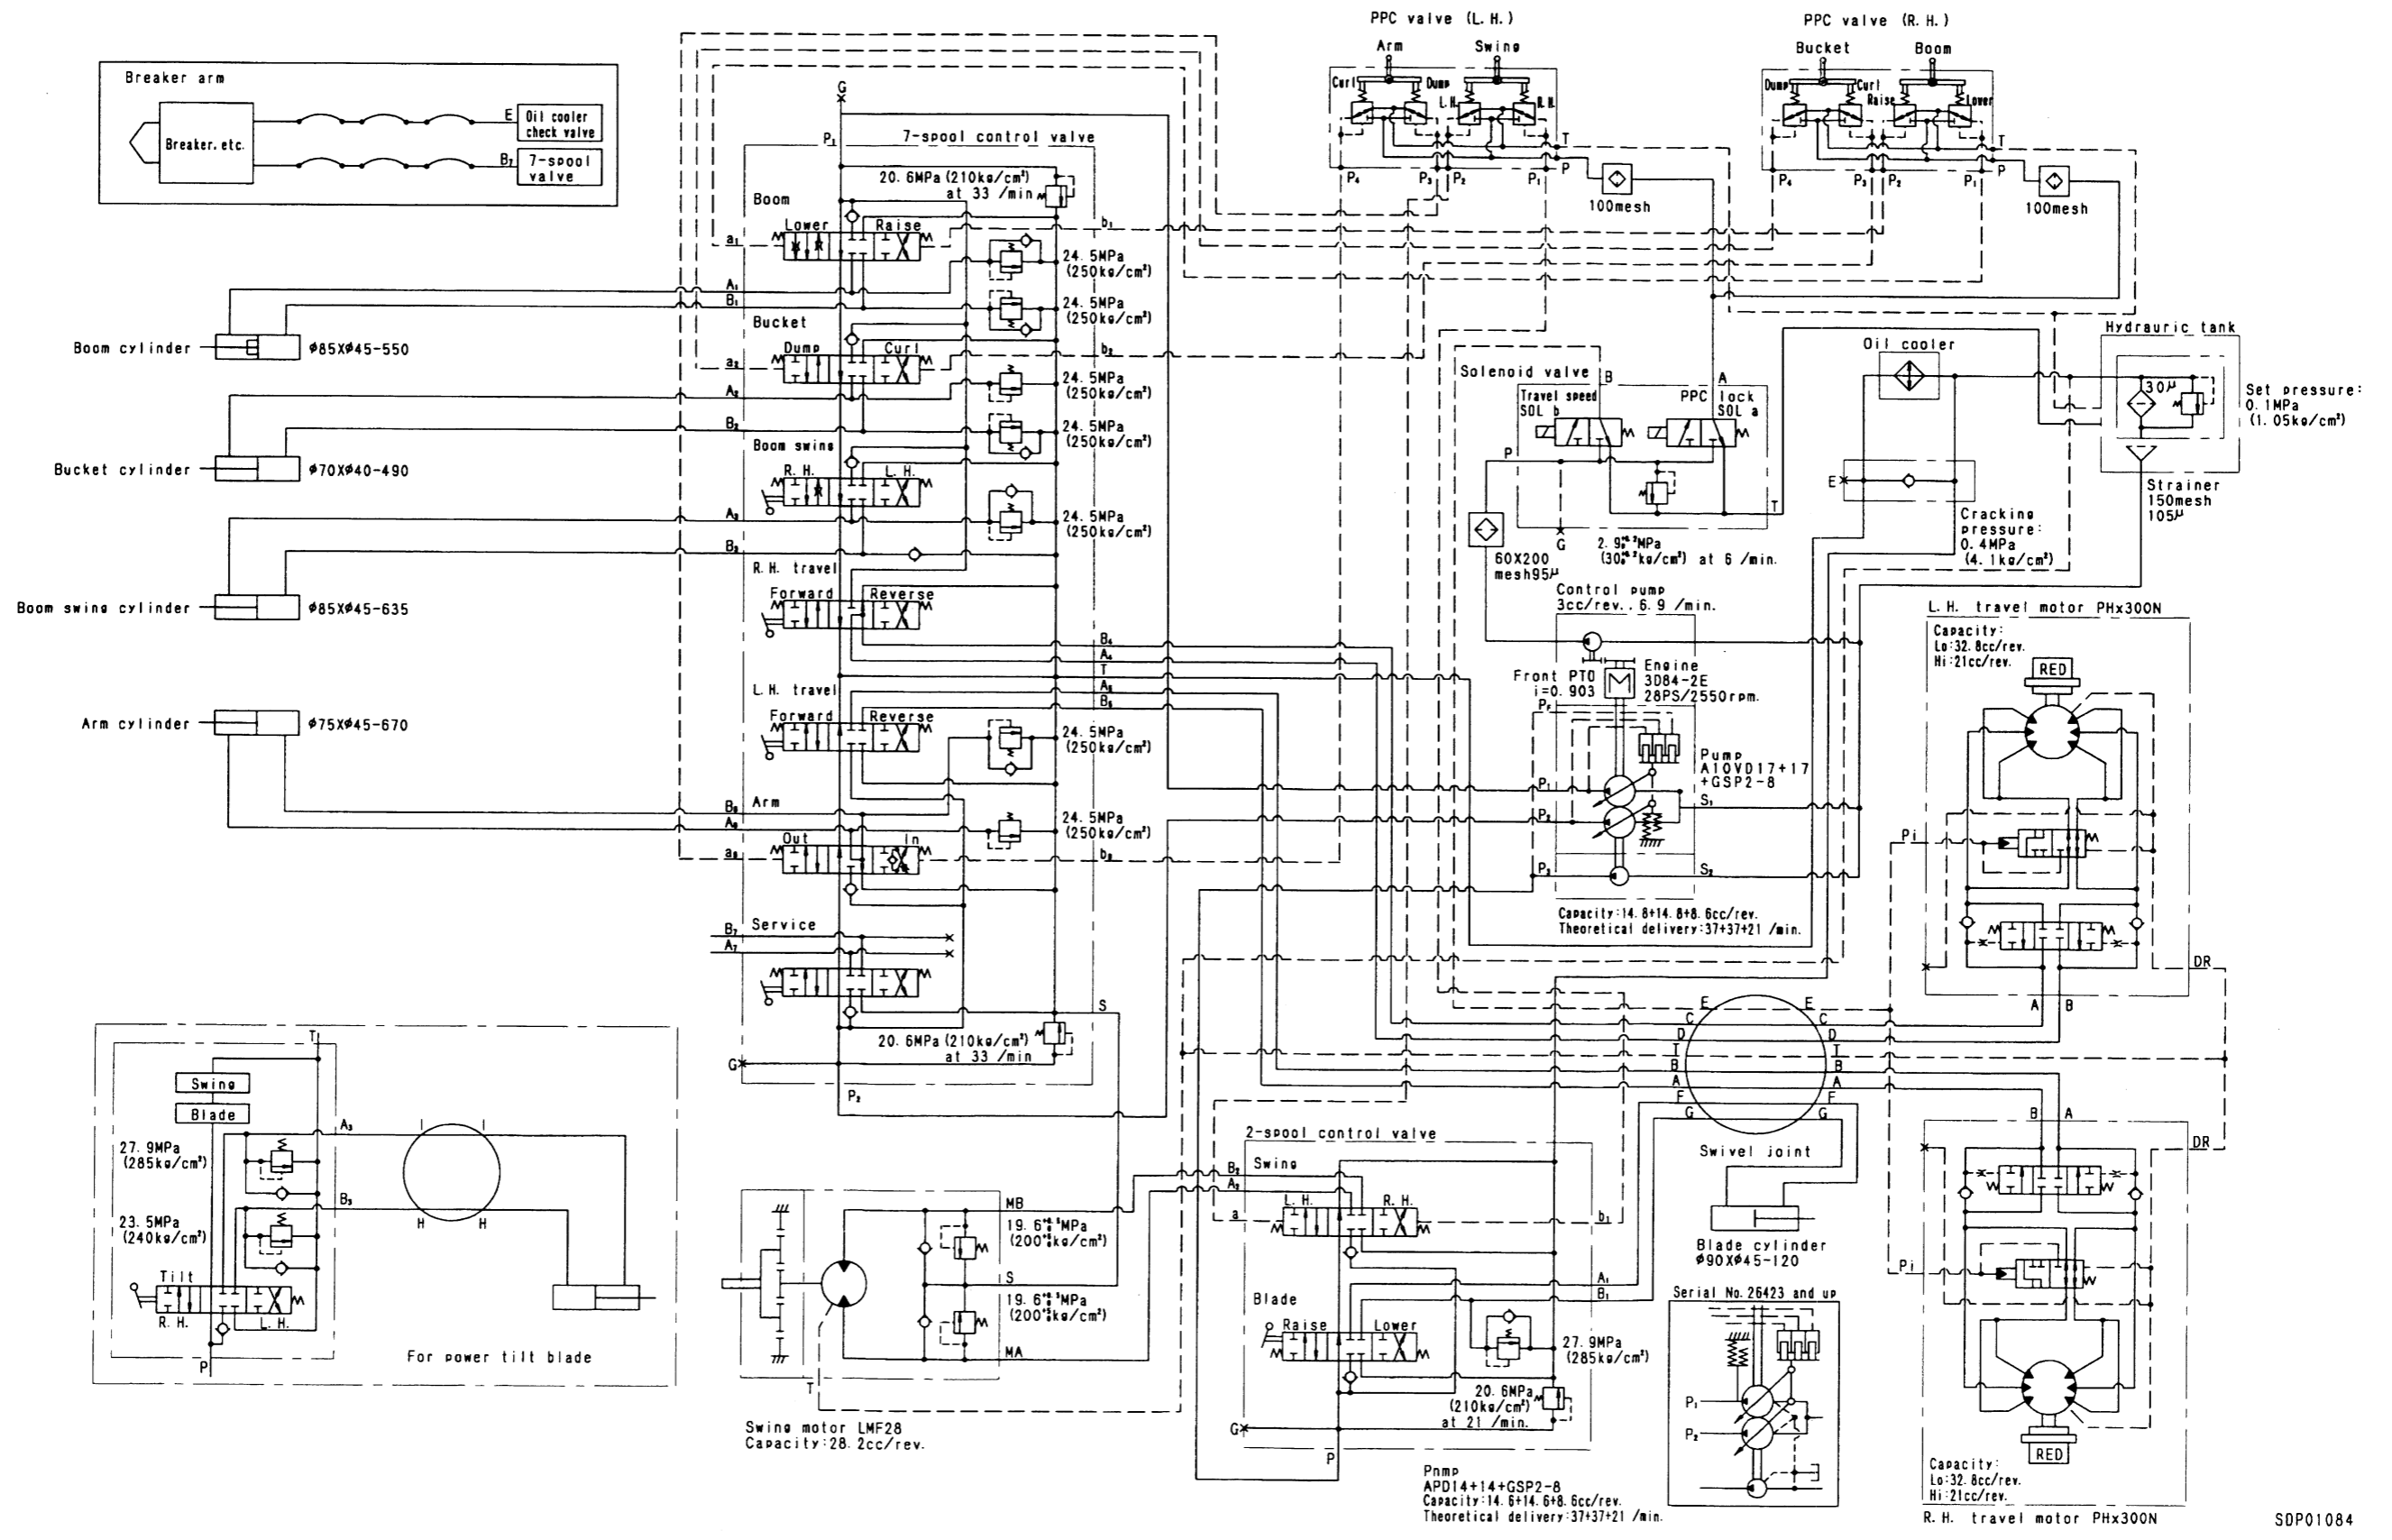 PPC valve (L.H.)
Arm
Swing
Curl
Dump
L.H.
R.H.
T
P
P₄
P₃
P₂
P₁
100mesh
PPC valve (R.H.)
Bucket
Boom
Dump
Curl
Raise
Lower
T
P
P₄
P₃
P₂
P₁
100mesh
Breaker arm
Breaker, etc.
E
Oil cooler
check valve
B₇
7-spool
valve
G
P₁
7-spool control valve
20.6MPa (210kg/cm²)
at 33 /min
Boom
Lower
Raise
a₁
b₁
24.5MPa
(250kg/cm²)
A₁
B₁
24.5MPa
(250kg/cm²)
Boom cylinder
ø85Xø45-550
Bucket
Dump
Curl
a₂
b₂
24.5MPa
(250kg/cm²)
A₂
B₂
24.5MPa
(250kg/cm²)
Bucket cylinder
ø70Xø40-490
Boom swing
R.H.
L.H.
A₃
24.5MPa
(250kg/cm²)
B₃
Boom swing cylinder
ø85Xø45-635
R.H. travel
Forward
Reverse
B₄
A₄
T
A₅
B₅
L.H. travel
Forward
Reverse
24.5MPa
(250kg/cm²)
Arm cylinder
ø75Xø45-670
B₆
Arm
A₆
24.5MPa
(250kg/cm²)
Out
in
a₆
b₆
Service
B₇
A₇
S
20.6MPa (210kg/cm²)
at 33 /min
G
P₂
Solenoid valve
B
A
Travel speed
SOL b
PPC lock
SOL a
P
T
G
60X200
mesh95μ
at 6 /min.
Oil cooler
E
Cracking
pressure:
0.4MPa
(4.1kg/cm²)
Hydrauric tank
30μ
Set pressure:
0.1MPa
(1.05kg/cm²)
Strainer
150mesh
105μ
Control pump
3cc/rev..6.9 /min.
Front PTO
i=0.903
Engine
3D84-2E
28PS/2550rpm.
M
Pump
A10VD17+17
+GSP2-8
P₁
P₂
P₃
S₁
S₂
Capacity:14.8+14.8+8.6cc/rev.
Theoretical delivery:37+37+21 /min.
L.H. travel motor PHx300N
Capacity:
Lo:32.8cc/rev.
Hi:21cc/rev.
RED
Pi
DR
A
B
E
E
C
C
D
D
T
T
B
B
A
A
F
F
G
G
Swivel joint
Blade cylinder
ø90Xø45-120
T
Swing
Blade
27.9MPa
(285kg/cm²)
A₃
B₃
23.5MPa
(240kg/cm²)
H
H
Tilt
R.H.
L.H.
P
For power tilt blade
MB
S
MA
T
Swing motor LMF28
Capacity:28.2cc/rev.
2-spool control valve
B₂
Swing
A₂
L.H.
R.H.
a
b₁
A₁
B₁
Blade
Raise
Lower
27.9MPa
(285kg/cm²)
20.6MPa
(210kg/cm²)
at 21 /min.
G
P
Pnmp
APD14+14+GSP2-8
Capacity:14.6+14.6+8.6cc/rev.
Theoretical delivery:37+37+21 /min.
Serial No.26423 and up
P₁
P₂
B
A
DR
Pi
RED
Capacity:
Lo:32.8cc/rev.
Hi:21cc/rev.
R.H. travel motor PHx300N
SDP01084